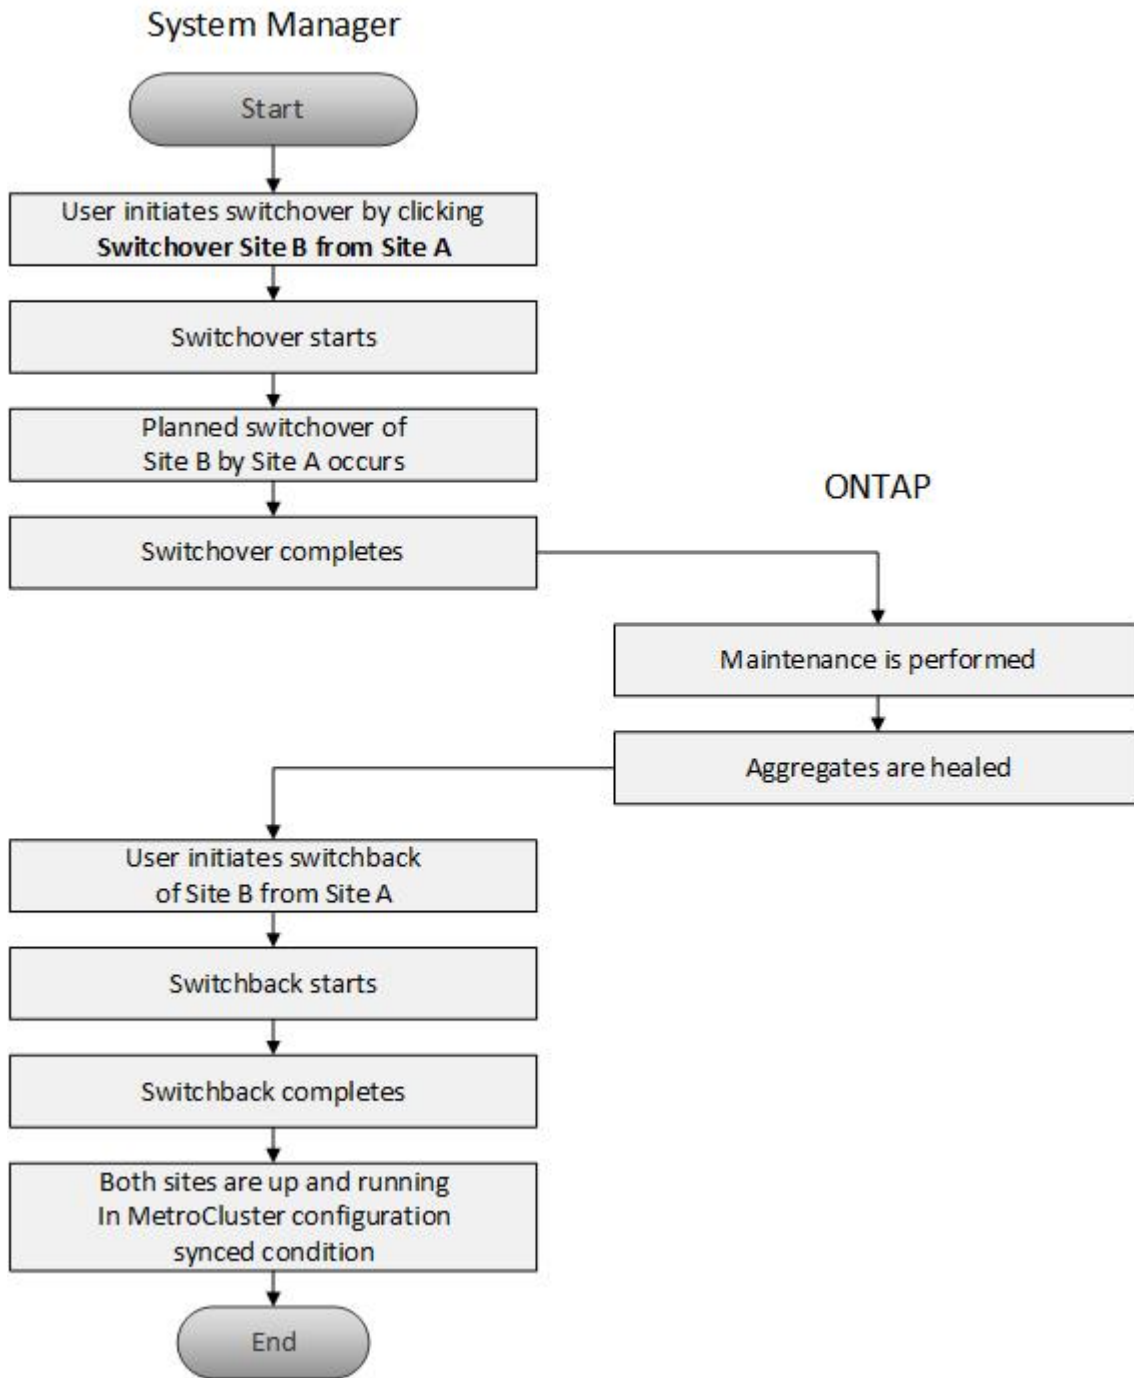 System Manager
Start
User initiates switchover by clicking
Switchover Site B from Site A
Switchover starts
Planned switchover of
Site B by Site A occurs
Switchover completes
ONTAP
Maintenance is performed
Aggregates are healed
User initiates switchback
of Site B from Site A
Switchback starts
Switchback completes
Both sites are up and running
In MetroCluster configuration
synced condition
End